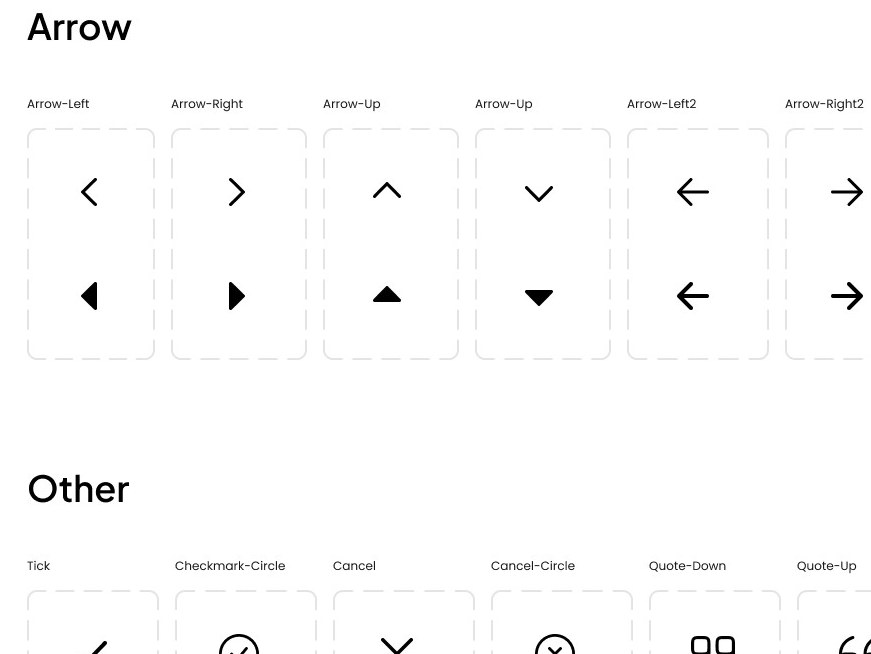 Arrow
Arrow-Left Arrow-Right Arrow-Up Arrow-Up Arrow-Left2 Arrow-Right2
Other
Tick Checkmark-Circle Cancel Cancel-Circle Quote-Down Quote-Up